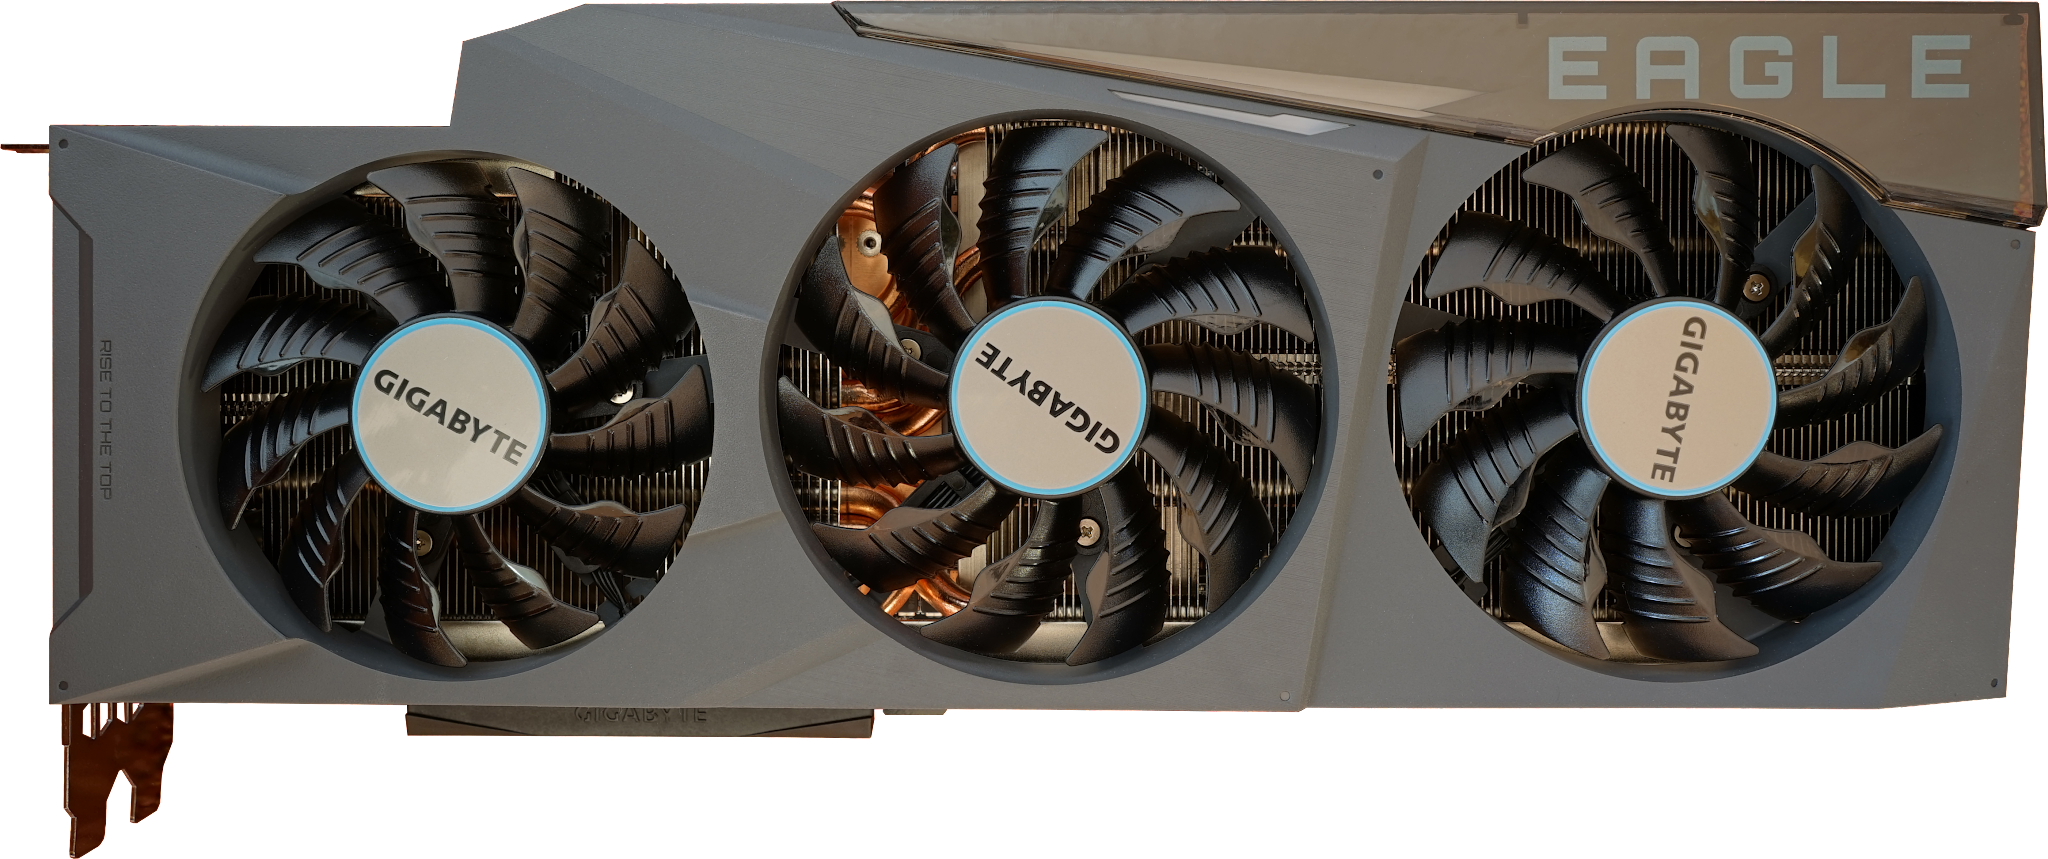 EAGLE
RISE TO THE TOP
GIGABYTE
GIGABYTE
GIGABYTE
GIGABYTE